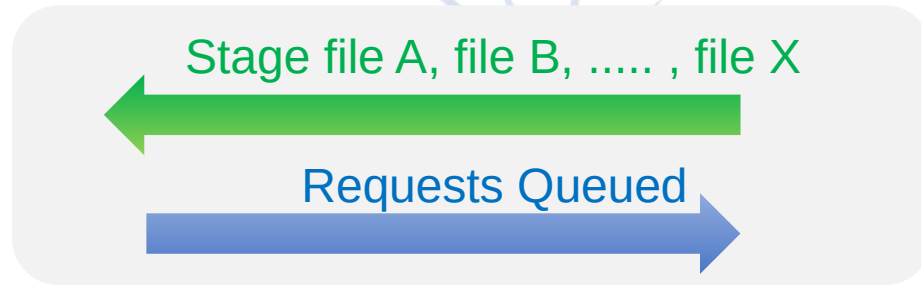 Stage file A, file B, ..... , file X
Requests Queued